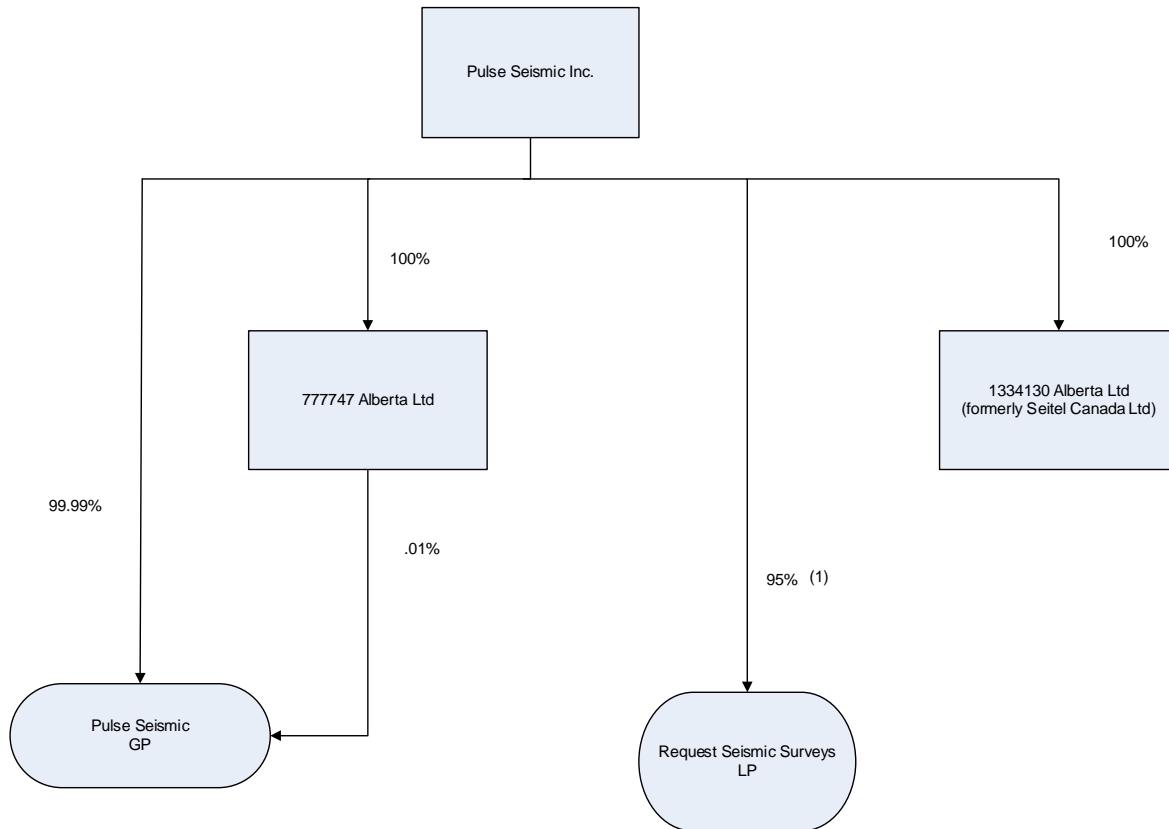 Pulse Seismic Inc.
100%
100%
777747 Alberta Ltd
1334130 Alberta Ltd
(formerly Seitel Canada Ltd)
99.99%
.01%
95% (1)
Pulse Seismic
GP
Request Seismic Surveys
LP